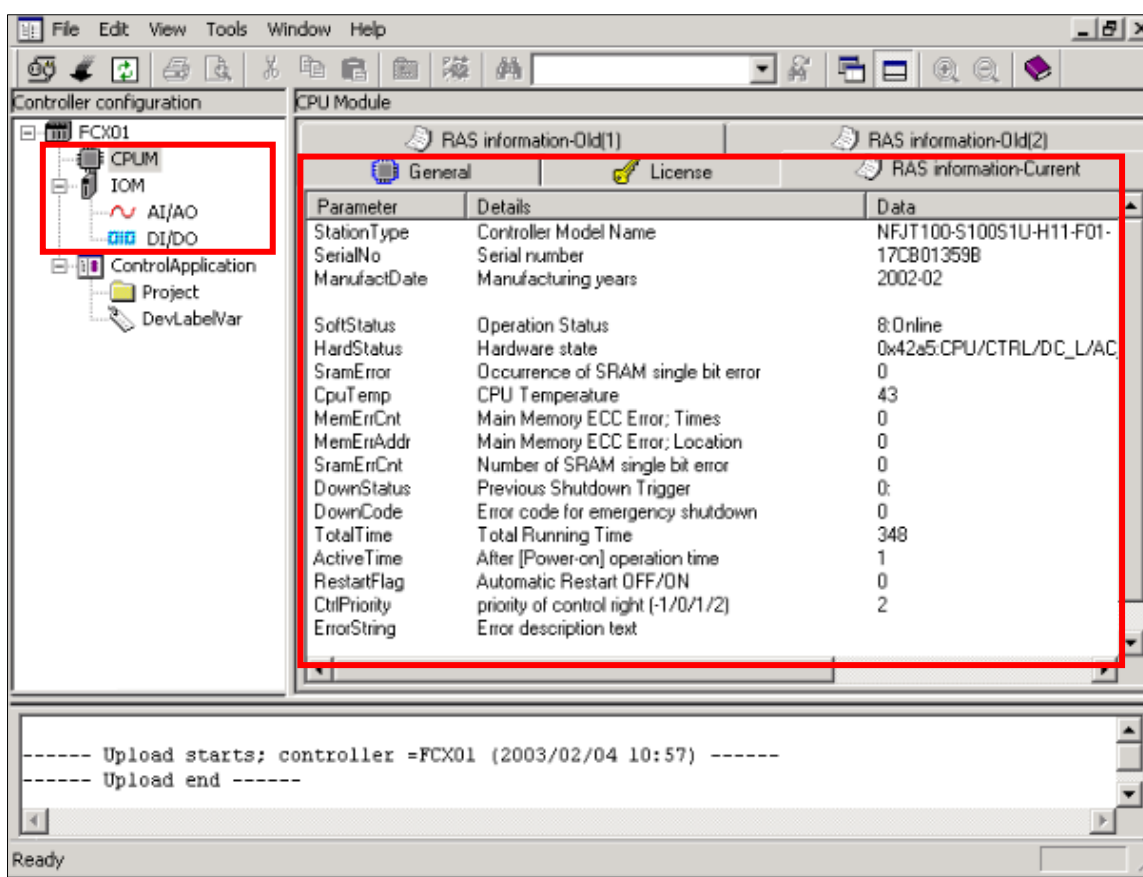 File Edit View Tools Window Help
Controller configuration
CPU Module
FCX01
CPUM
IOM
AI/AO
DI/DO
ControlApplication
Project
DevLabelVar
RAS information-Old(1) RAS information-Old(2)
General License RAS information-Current
Parameter Details Data
StationType Controller Model Name NFJT100-S100S1U-H11-F01-
SerialNo Serial number 17CB01359B
ManufactDate Manufacturing years 2002-02
SoftStatus Operation Status 8:Online
HardStatus Hardware state 0x42a5:CPU/CTRL/DC_L/AC_
SramError Occurrence of SRAM single bit error 0
CpuTemp CPU Temperature 43
MemErrCnt Main Memory ECC Error; Times 0
MemErrAddr Main Memory ECC Error; Location 0
SramErrCnt Number of SRAM single bit error 0
DownStatus Previous Shutdown Trigger 0:
DownCode Error code for emergency shutdown 0
TotalTime Total Running Time 348
ActiveTime After [Power-on] operation time 1
RestartFlag Automatic Restart OFF/ON 0
CtrlPriority priority of control right (-1/0/1/2) 2
ErrorString Error description text
------ Upload starts; controller =FCX01 (2003/02/04 10:57) ------
------ Upload end ------
Ready